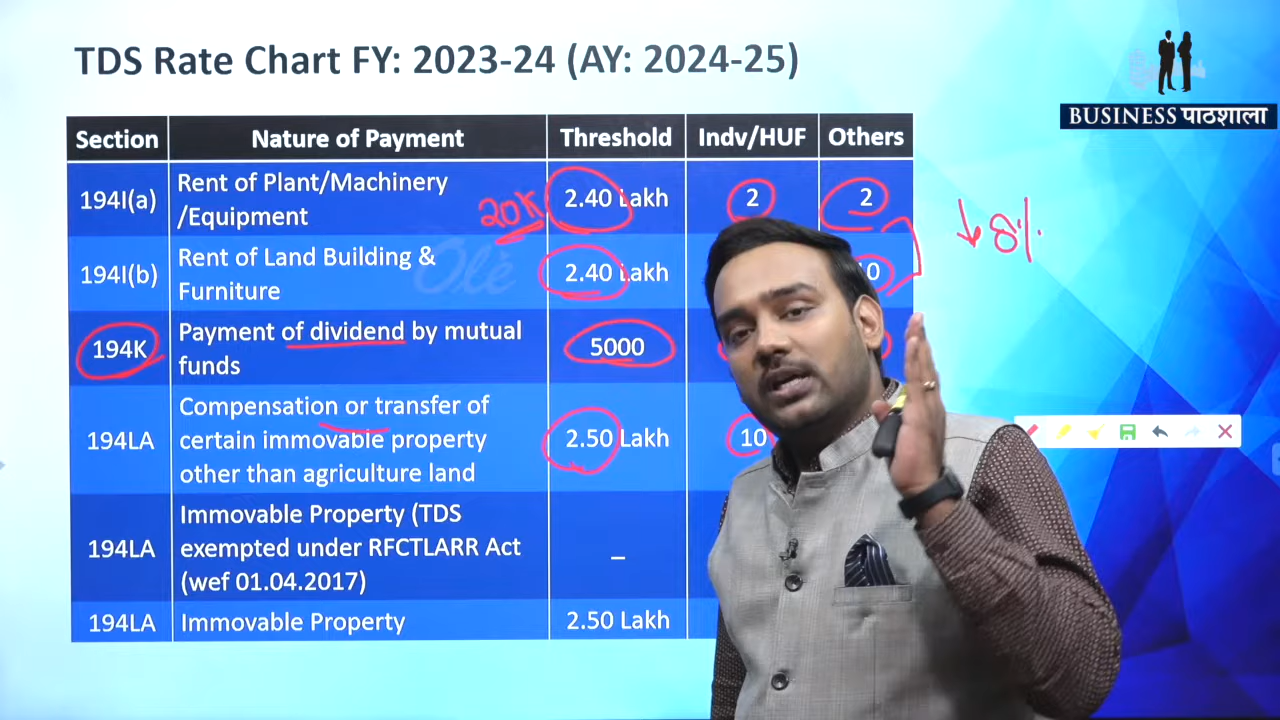 TDS Rate Chart FY: 2023-24 (AY: 2024-25)
BUSINESS पाठशाला
Section Nature of Payment Threshold Indv/HUF Others
194I(a) Rent of Plant/Machinery
/Equipment 2.40 Lakh 2 2
20K
↓ 8%
194I(b) Rent of Land Building &
Furniture 2.40 Lakh
Olè
194K Payment of dividend by mutual
funds 5000
194LA Compensation or transfer of
certain immovable property
other than agriculture land 2.50 Lakh 10
194LA Immovable Property (TDS
exempted under RFCTLARR Act
(wef 01.04.2017) _
194LA Immovable Property 2.50 Lakh